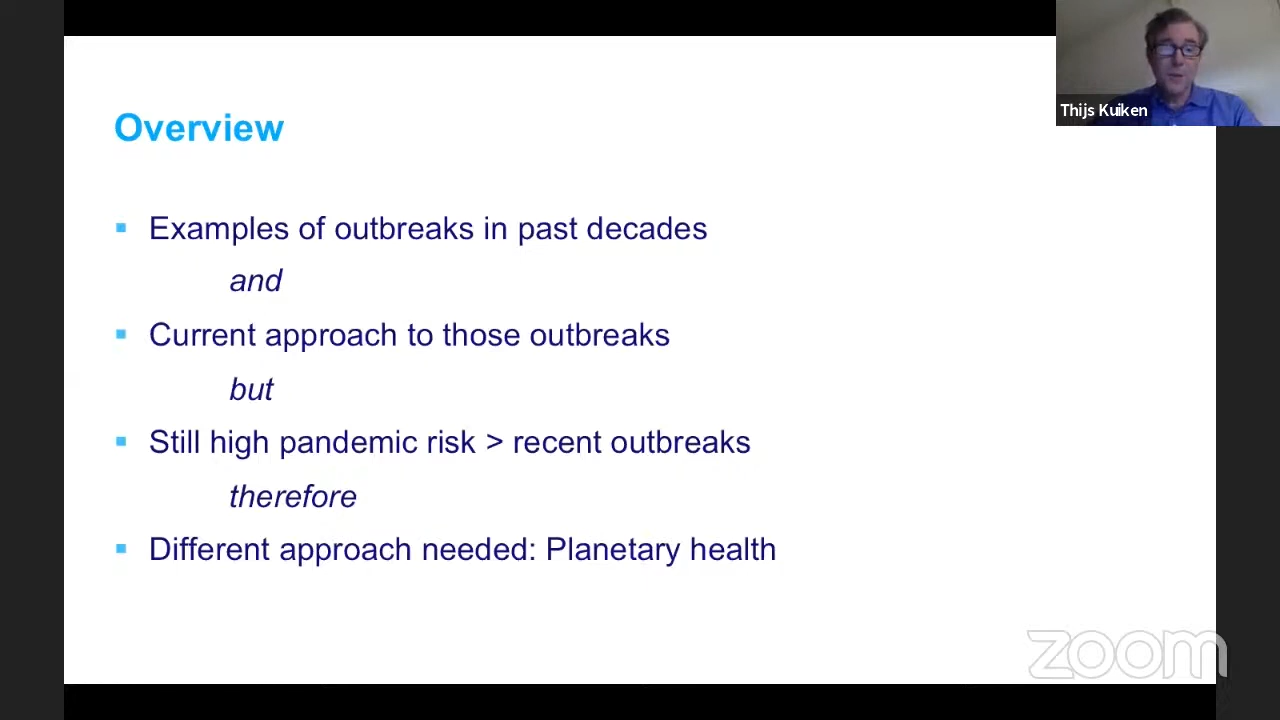 Thijs Kuiken
Overview
Examples of outbreaks in past decades
and
Current approach to those outbreaks
but
Still high pandemic risk > recent outbreaks
therefore
Different approach needed: Planetary health
zoom